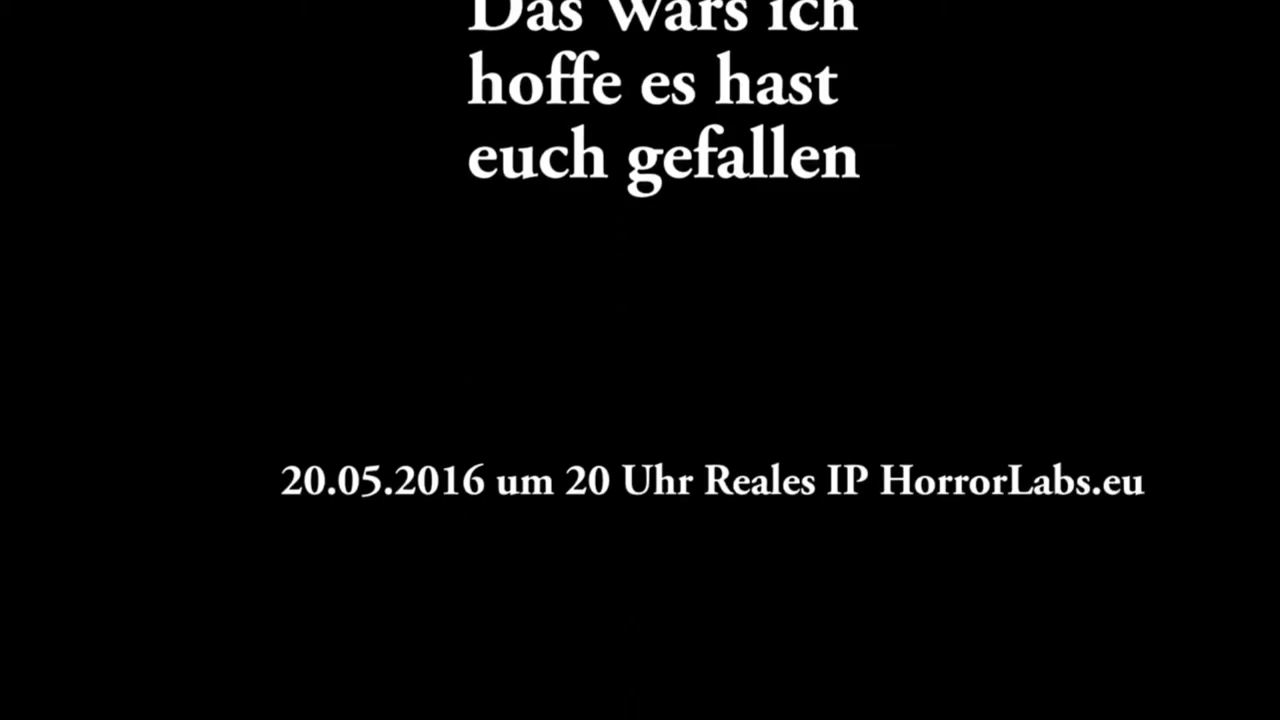 Das Wars ich
hoffe es hast
euch gefallen
20.05.2016 um 20 Uhr Reales IP HorrorLabs.eu